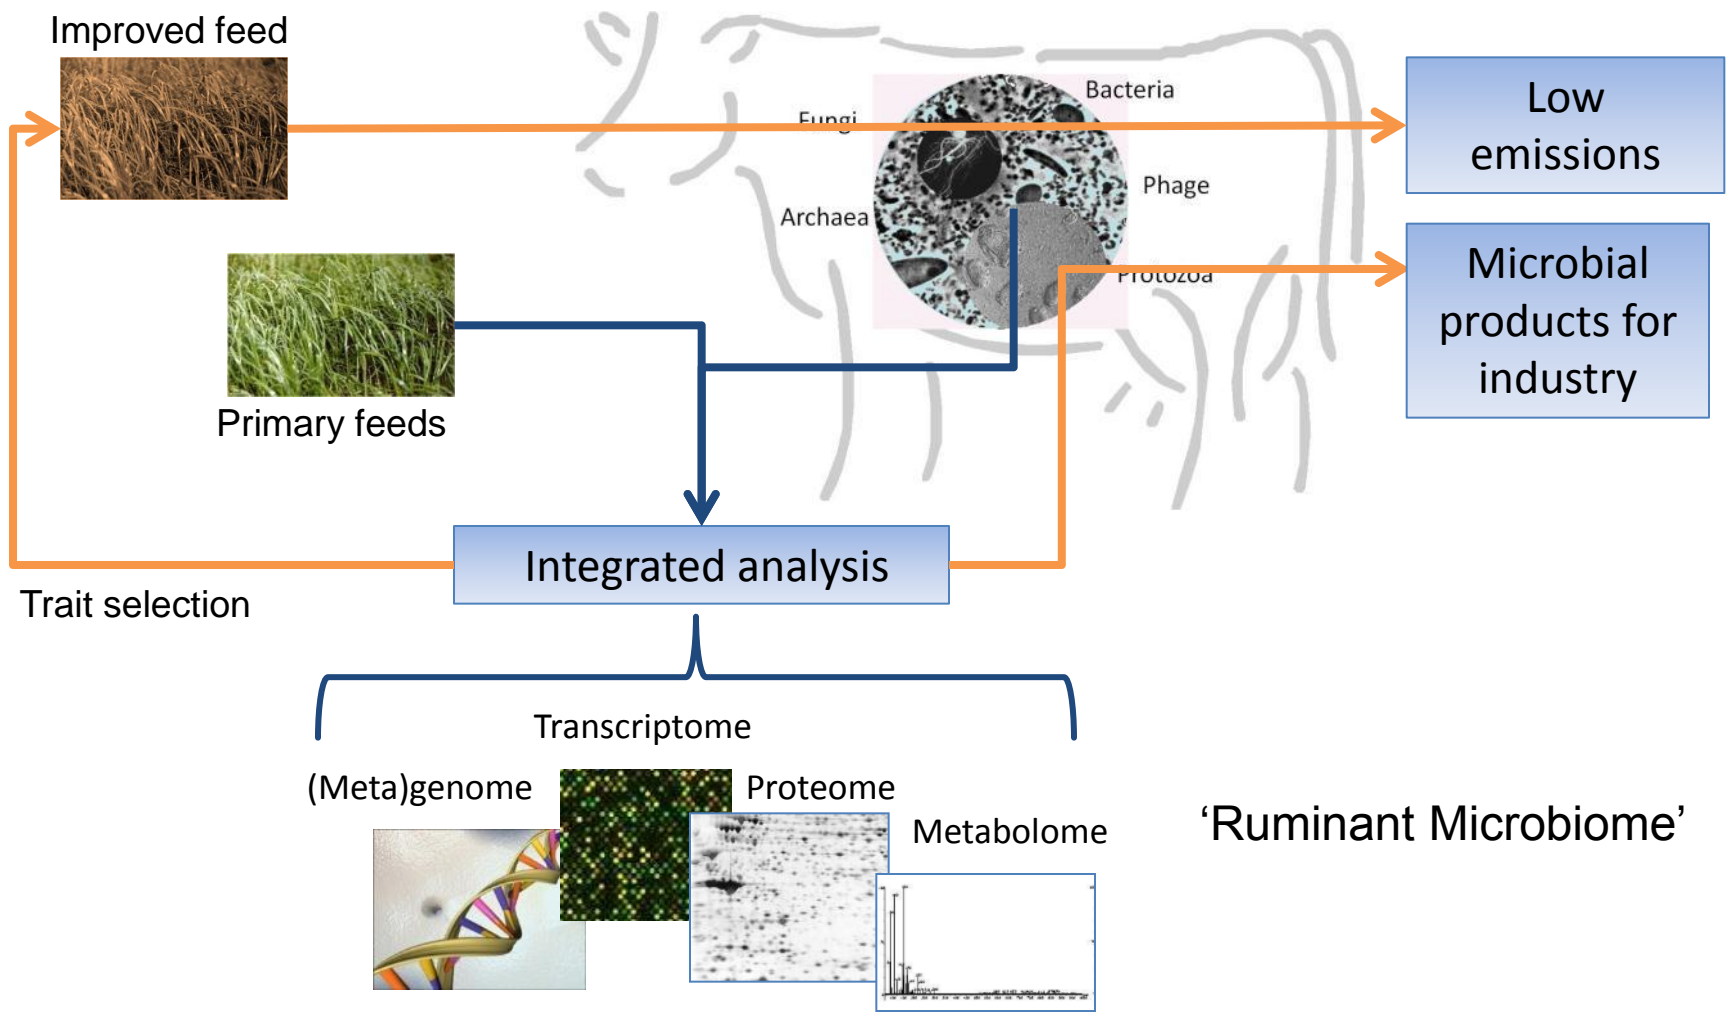 Improved feed
Bacteria
Fungi
Phage
Archaea
Protozoa
Low
emissions
Microbial
products for
industry
Primary feeds
Integrated analysis
Trait selection
Transcriptome
(Meta)genome
Proteome
Metabolome
‘Ruminant Microbiome’